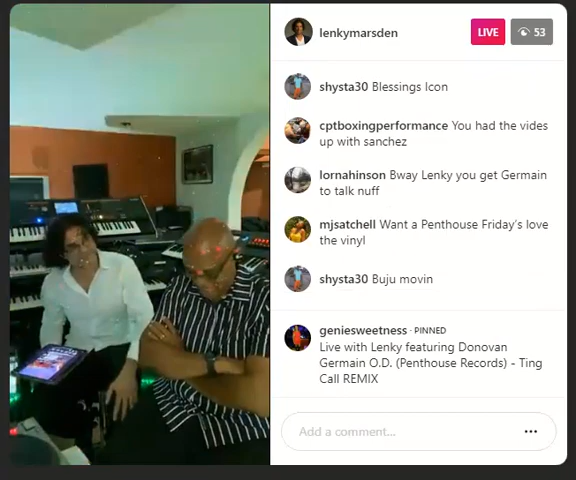 lenkymarsden
LIVE
53
shysta30 Blessings Icon
cptboxingperformance You had the vides
up with sanchez
lornahinson Bway Lenky you get Germain
to talk nuff
mjsatchell Want a Penthouse Friday's love
the vinyl
shysta30 Buju movin
geniesweetness · PINNED
Live with Lenky featuring Donovan
Germain O.D. (Penthouse Records) - Ting
Call REMIX
Add a comment...